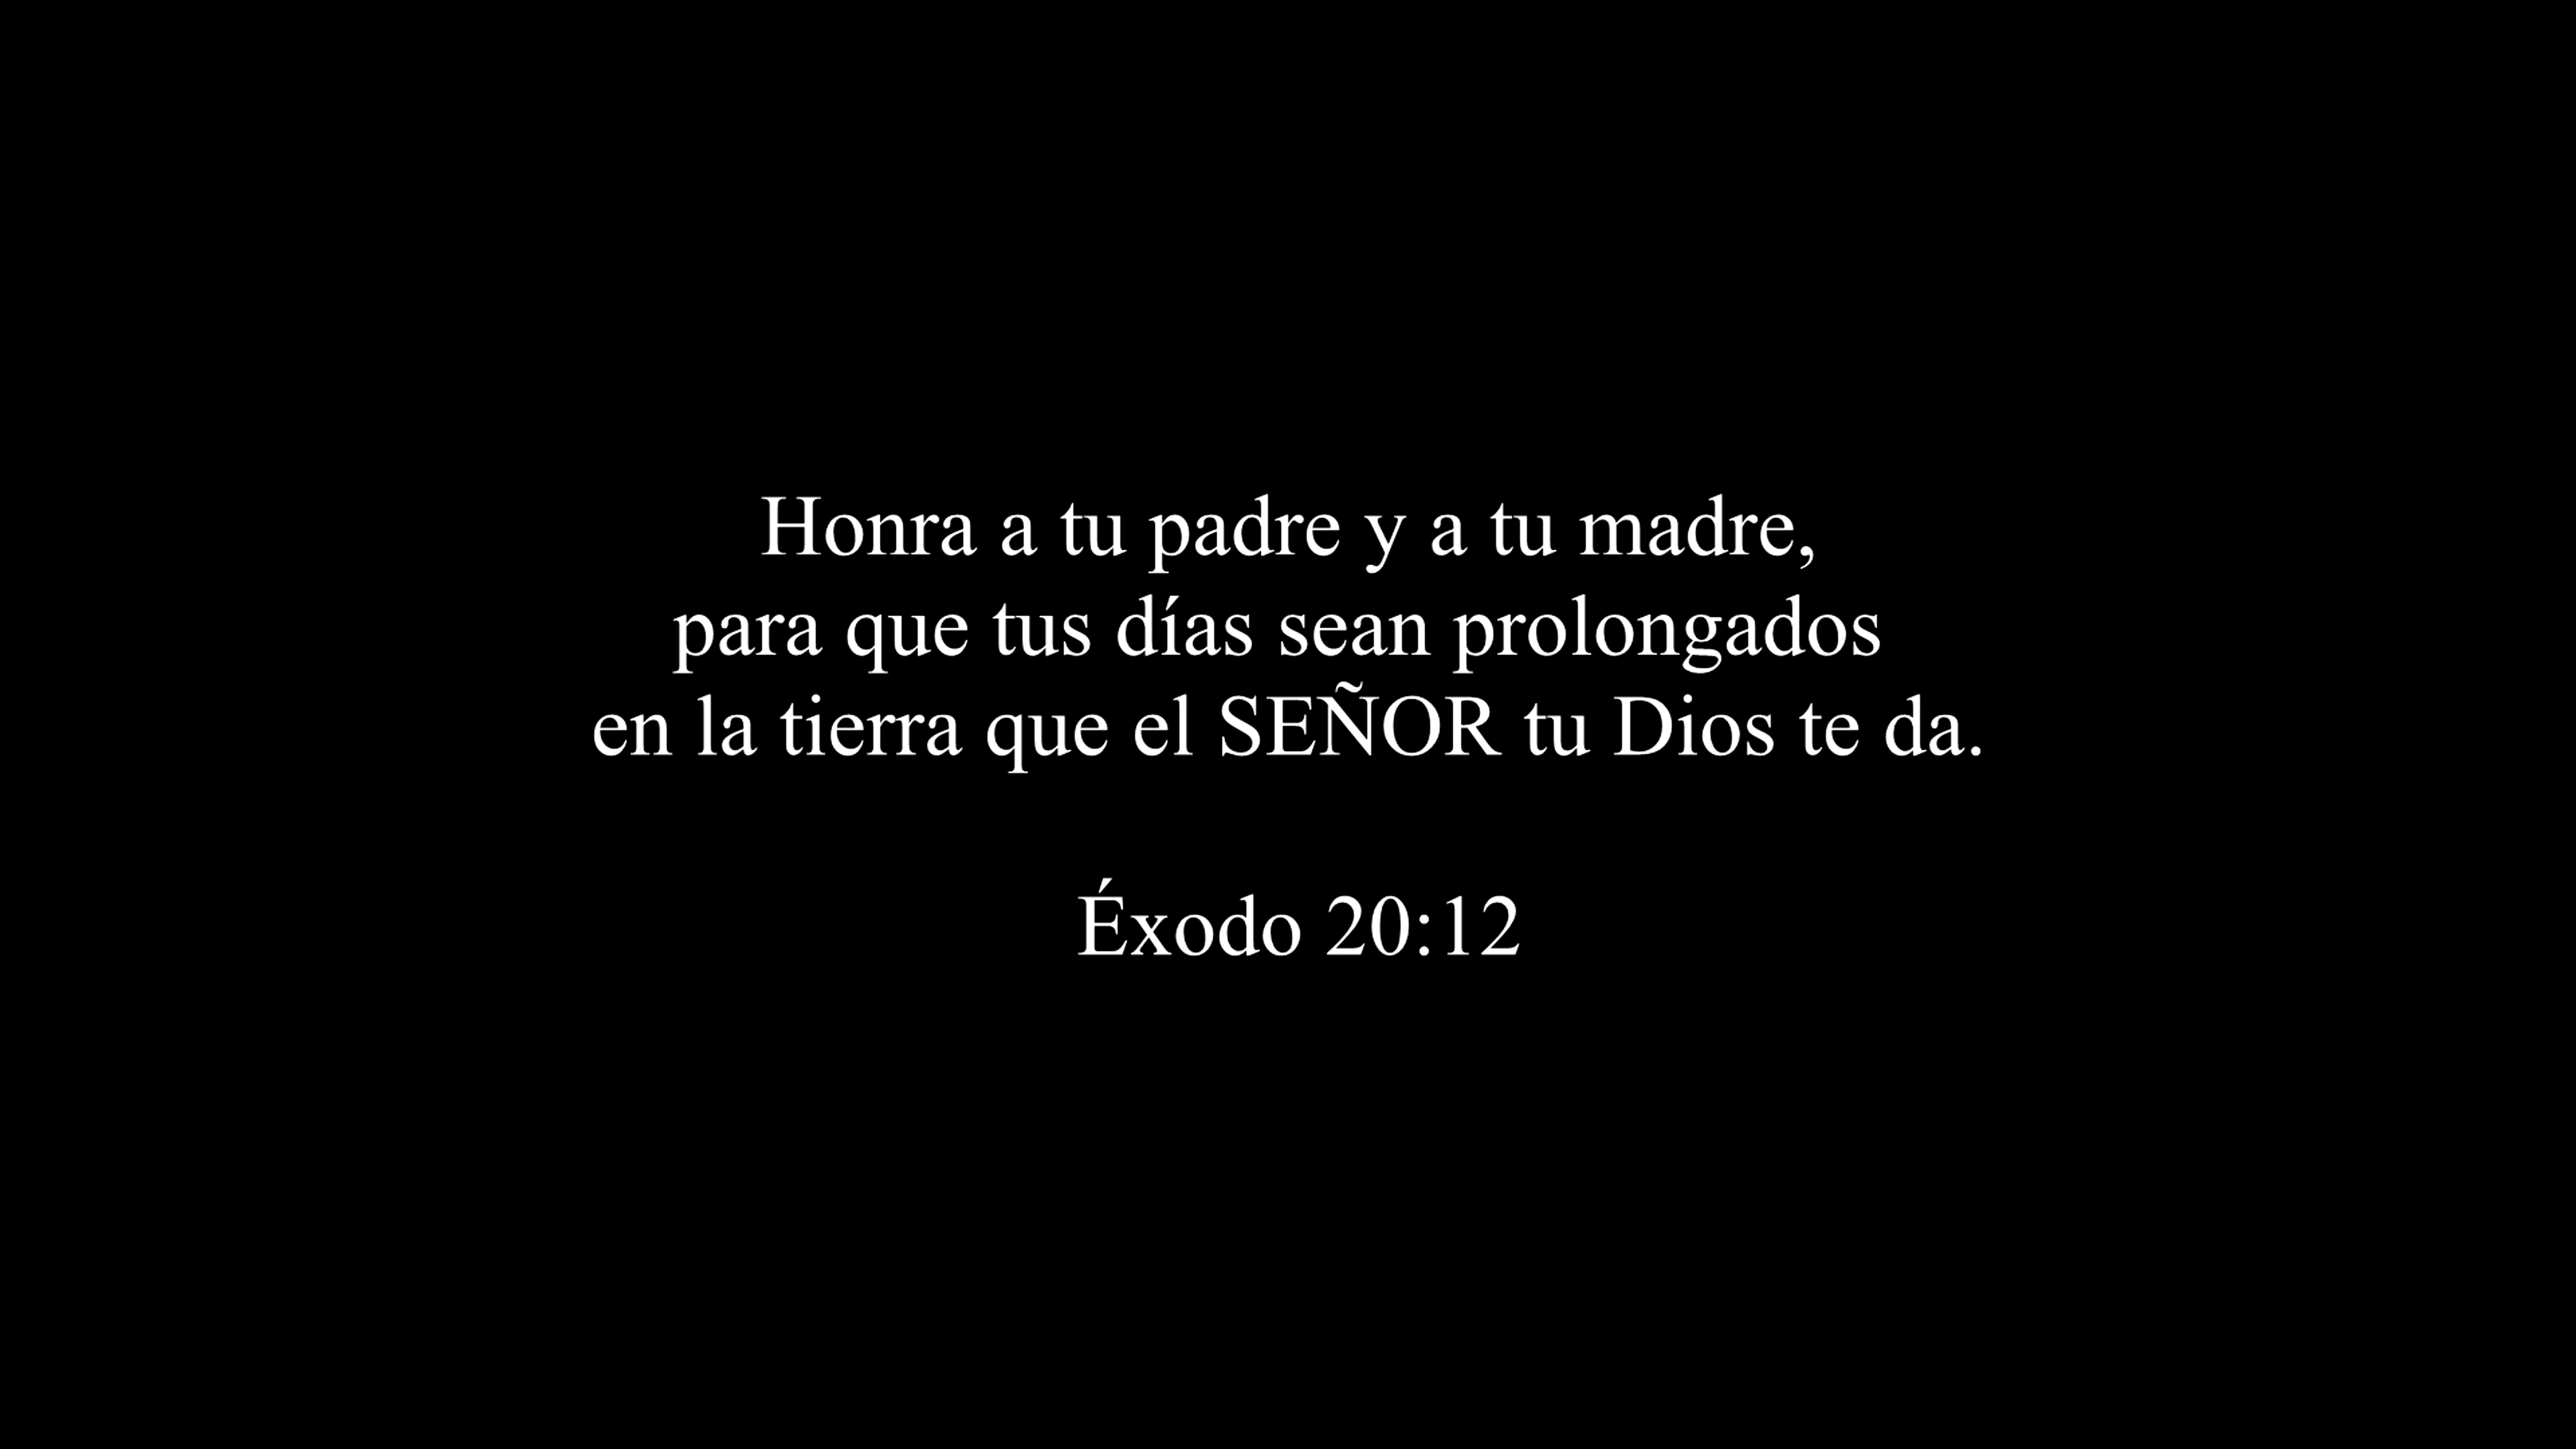 Honra a tu padre y a tu madre,
para que tus días sean prolongados
en la tierra que el SEÑOR tu Dios te da.
Éxodo 20:12